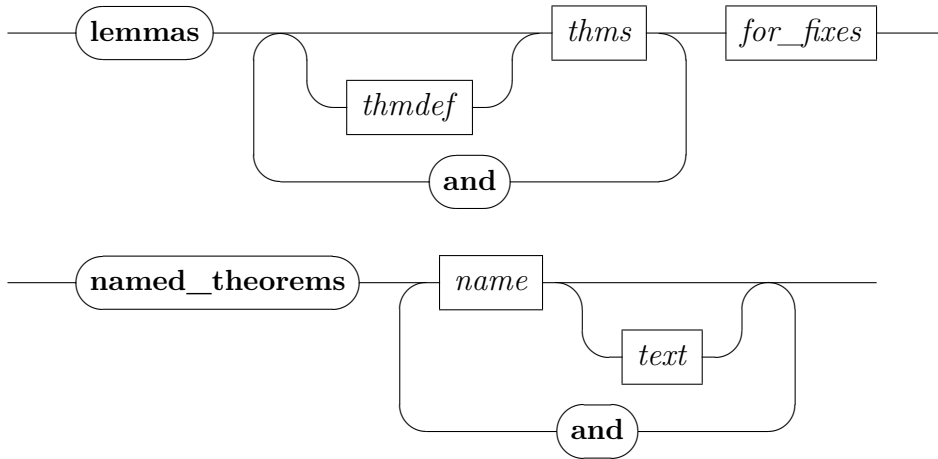 lemmas thms for_fixes
thmdef
and
named_theorems name
text
and